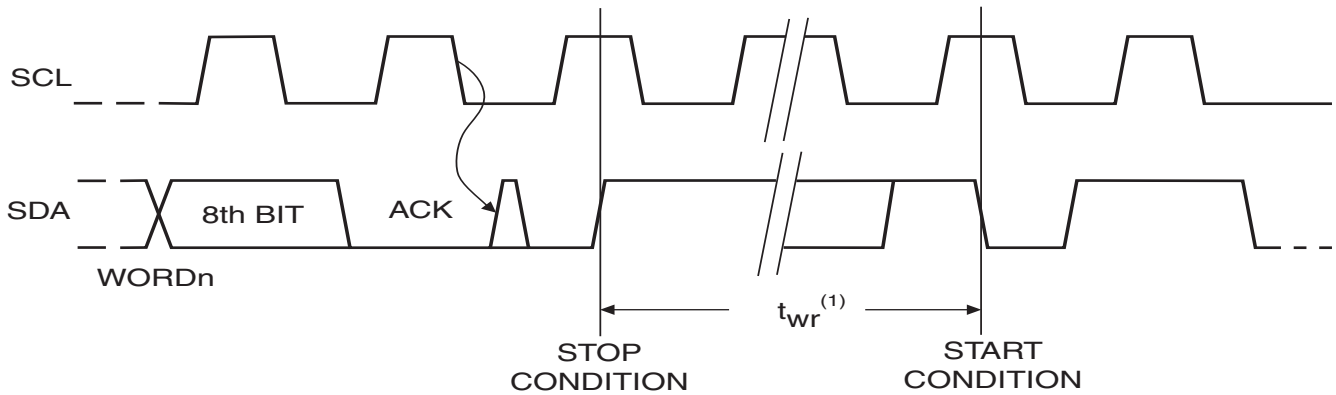 SCL
SDA
8th BIT
ACK
WORDn
twr(1)
STOP
CONDITION
START
CONDITION